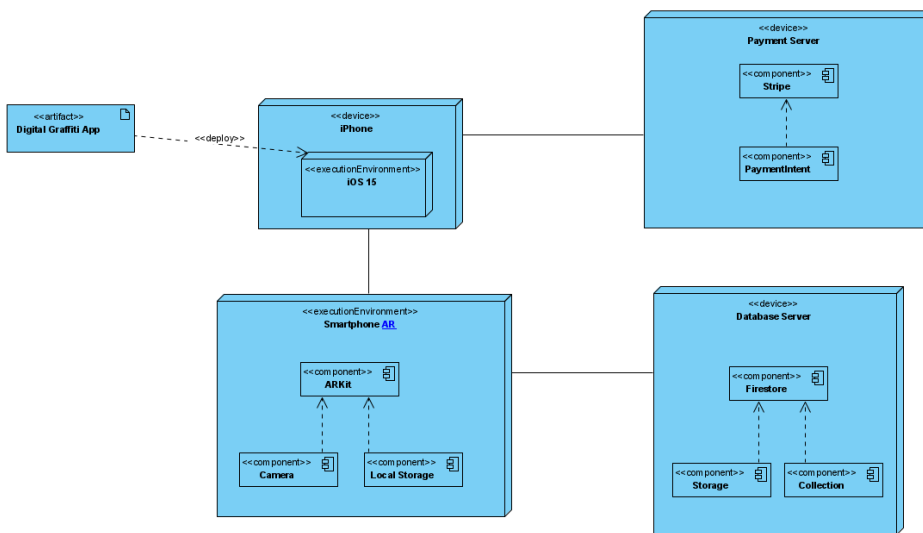 <<device>>
Payment Server
<<component>>
Stripe
<<component>>
PaymentIntent
<<artifact>>
Digital Graffiti App
<<deploy>>
<<device>>
iPhone
<<executionEnvironment>>
iOS 15
<<executionEnvironment>>
Smartphone AR
<<component>>
ARKit
<<component>>
Camera
<<component>>
Local Storage
<<device>>
Database Server
<<component>>
Firestore
<<component>>
Storage
<<component>>
Collection